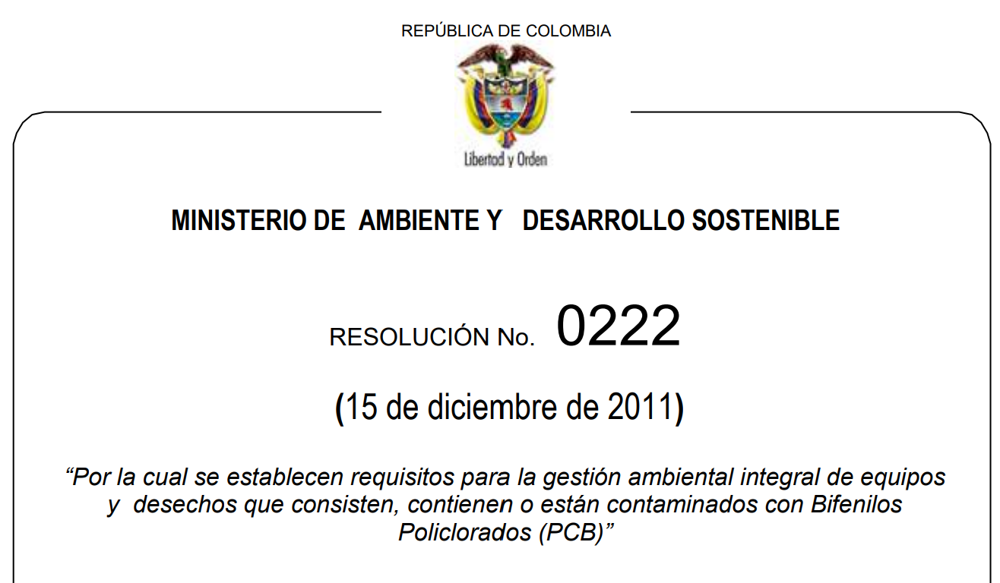 REPÚBLICA DE COLOMBIA
Libertad y Orden
MINISTERIO DE AMBIENTE Y DESARROLLO SOSTENIBLE
RESOLUCIÓN No. 0222
(15 de diciembre de 2011)
“Por la cual se establecen requisitos para la gestión ambiental integral de equipos
y desechos que consisten, contienen o están contaminados con Bifenilos
Policlorados (PCB)”